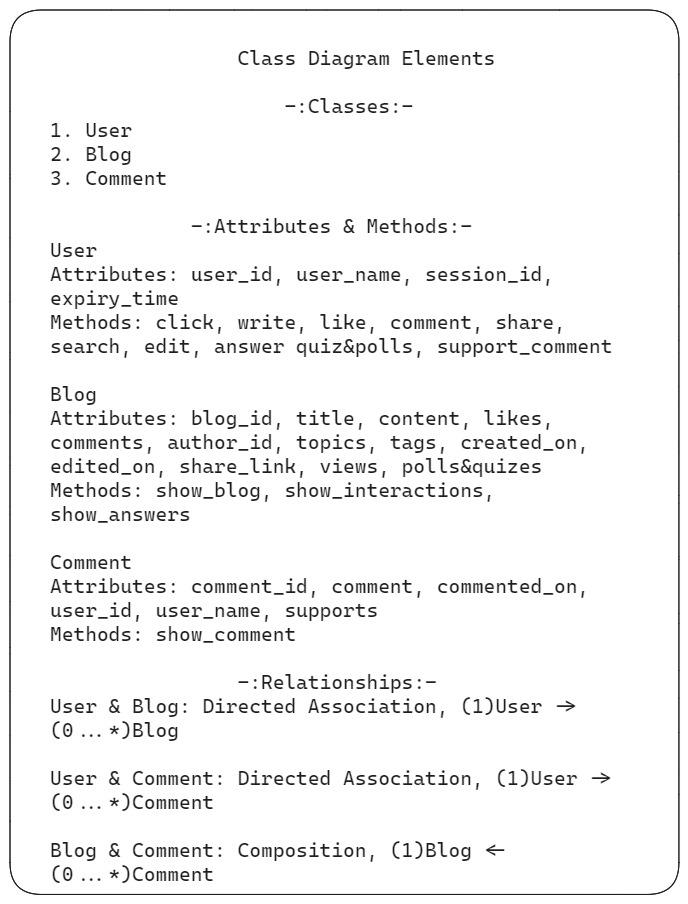 Class Diagram Elements
-:Classes:-
1. User
2. Blog
3. Comment
-:Attributes & Methods:-
User
Attributes: user_id, user_name, session_id,
expiry_time
Methods: click, write, like, comment, share,
search, edit, answer quiz&polls, support_comment
Blog
Attributes: blog_id, title, content, likes,
comments, author_id, topics, tags, created_on,
edited_on, share_link, views, polls&quizes
Methods: show_blog, show_interactions,
show_answers
Comment
Attributes: comment_id, comment, commented_on,
user_id, user_name, supports
Methods: show_comment
-:Relationships:-
User & Blog: Directed Association, (1)User →
(0...*)Blog
User & Comment: Directed Association, (1)User →
(0...*)Comment
Blog & Comment: Composition, (1)Blog ←
(0...*)Comment